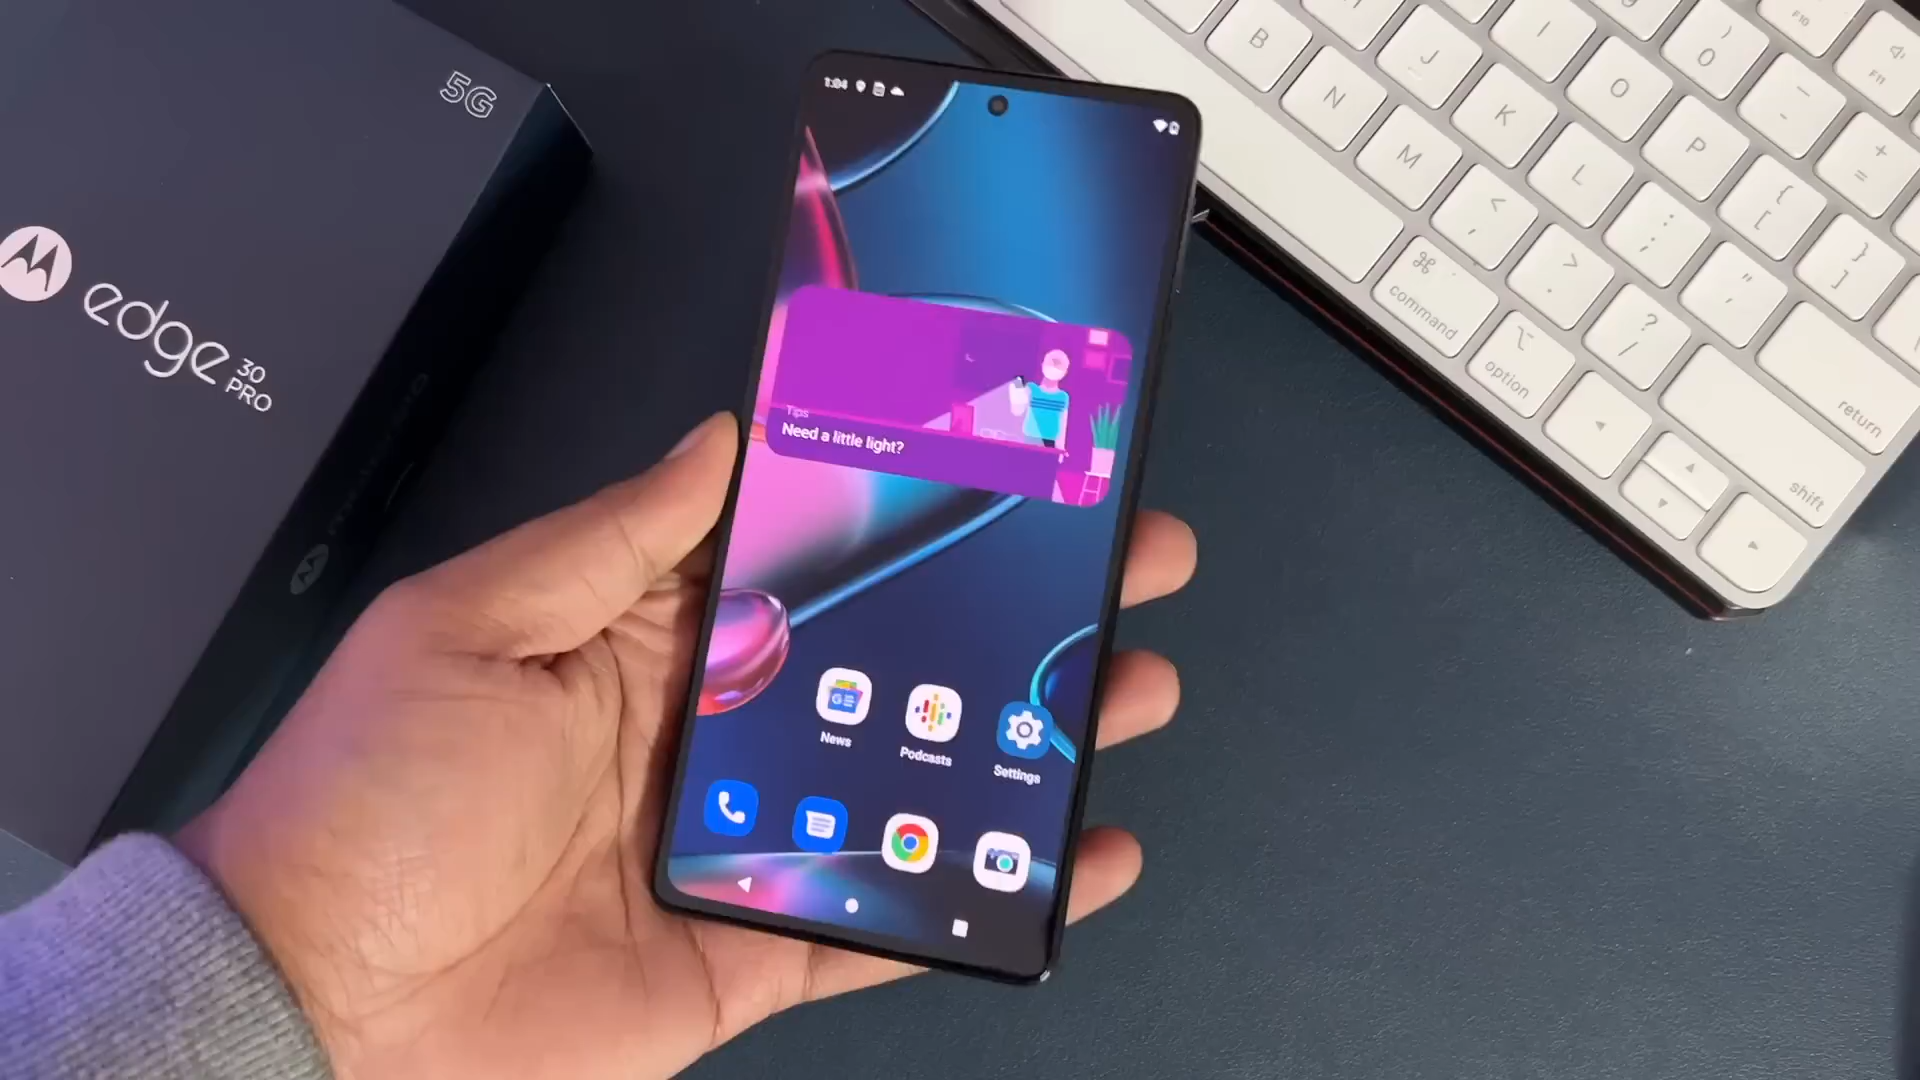 5G
edge 30
PRO
1:04
Tips
Need a little light?
News
Podcasts
Settings
B
N
M
J
K
L
I
O
P
<
,
>
.
?
/
:
;
"
'
{
[
}
]
)
0
_
-
+
=
F10
F11
⌘
command
⌥
option
return
shift